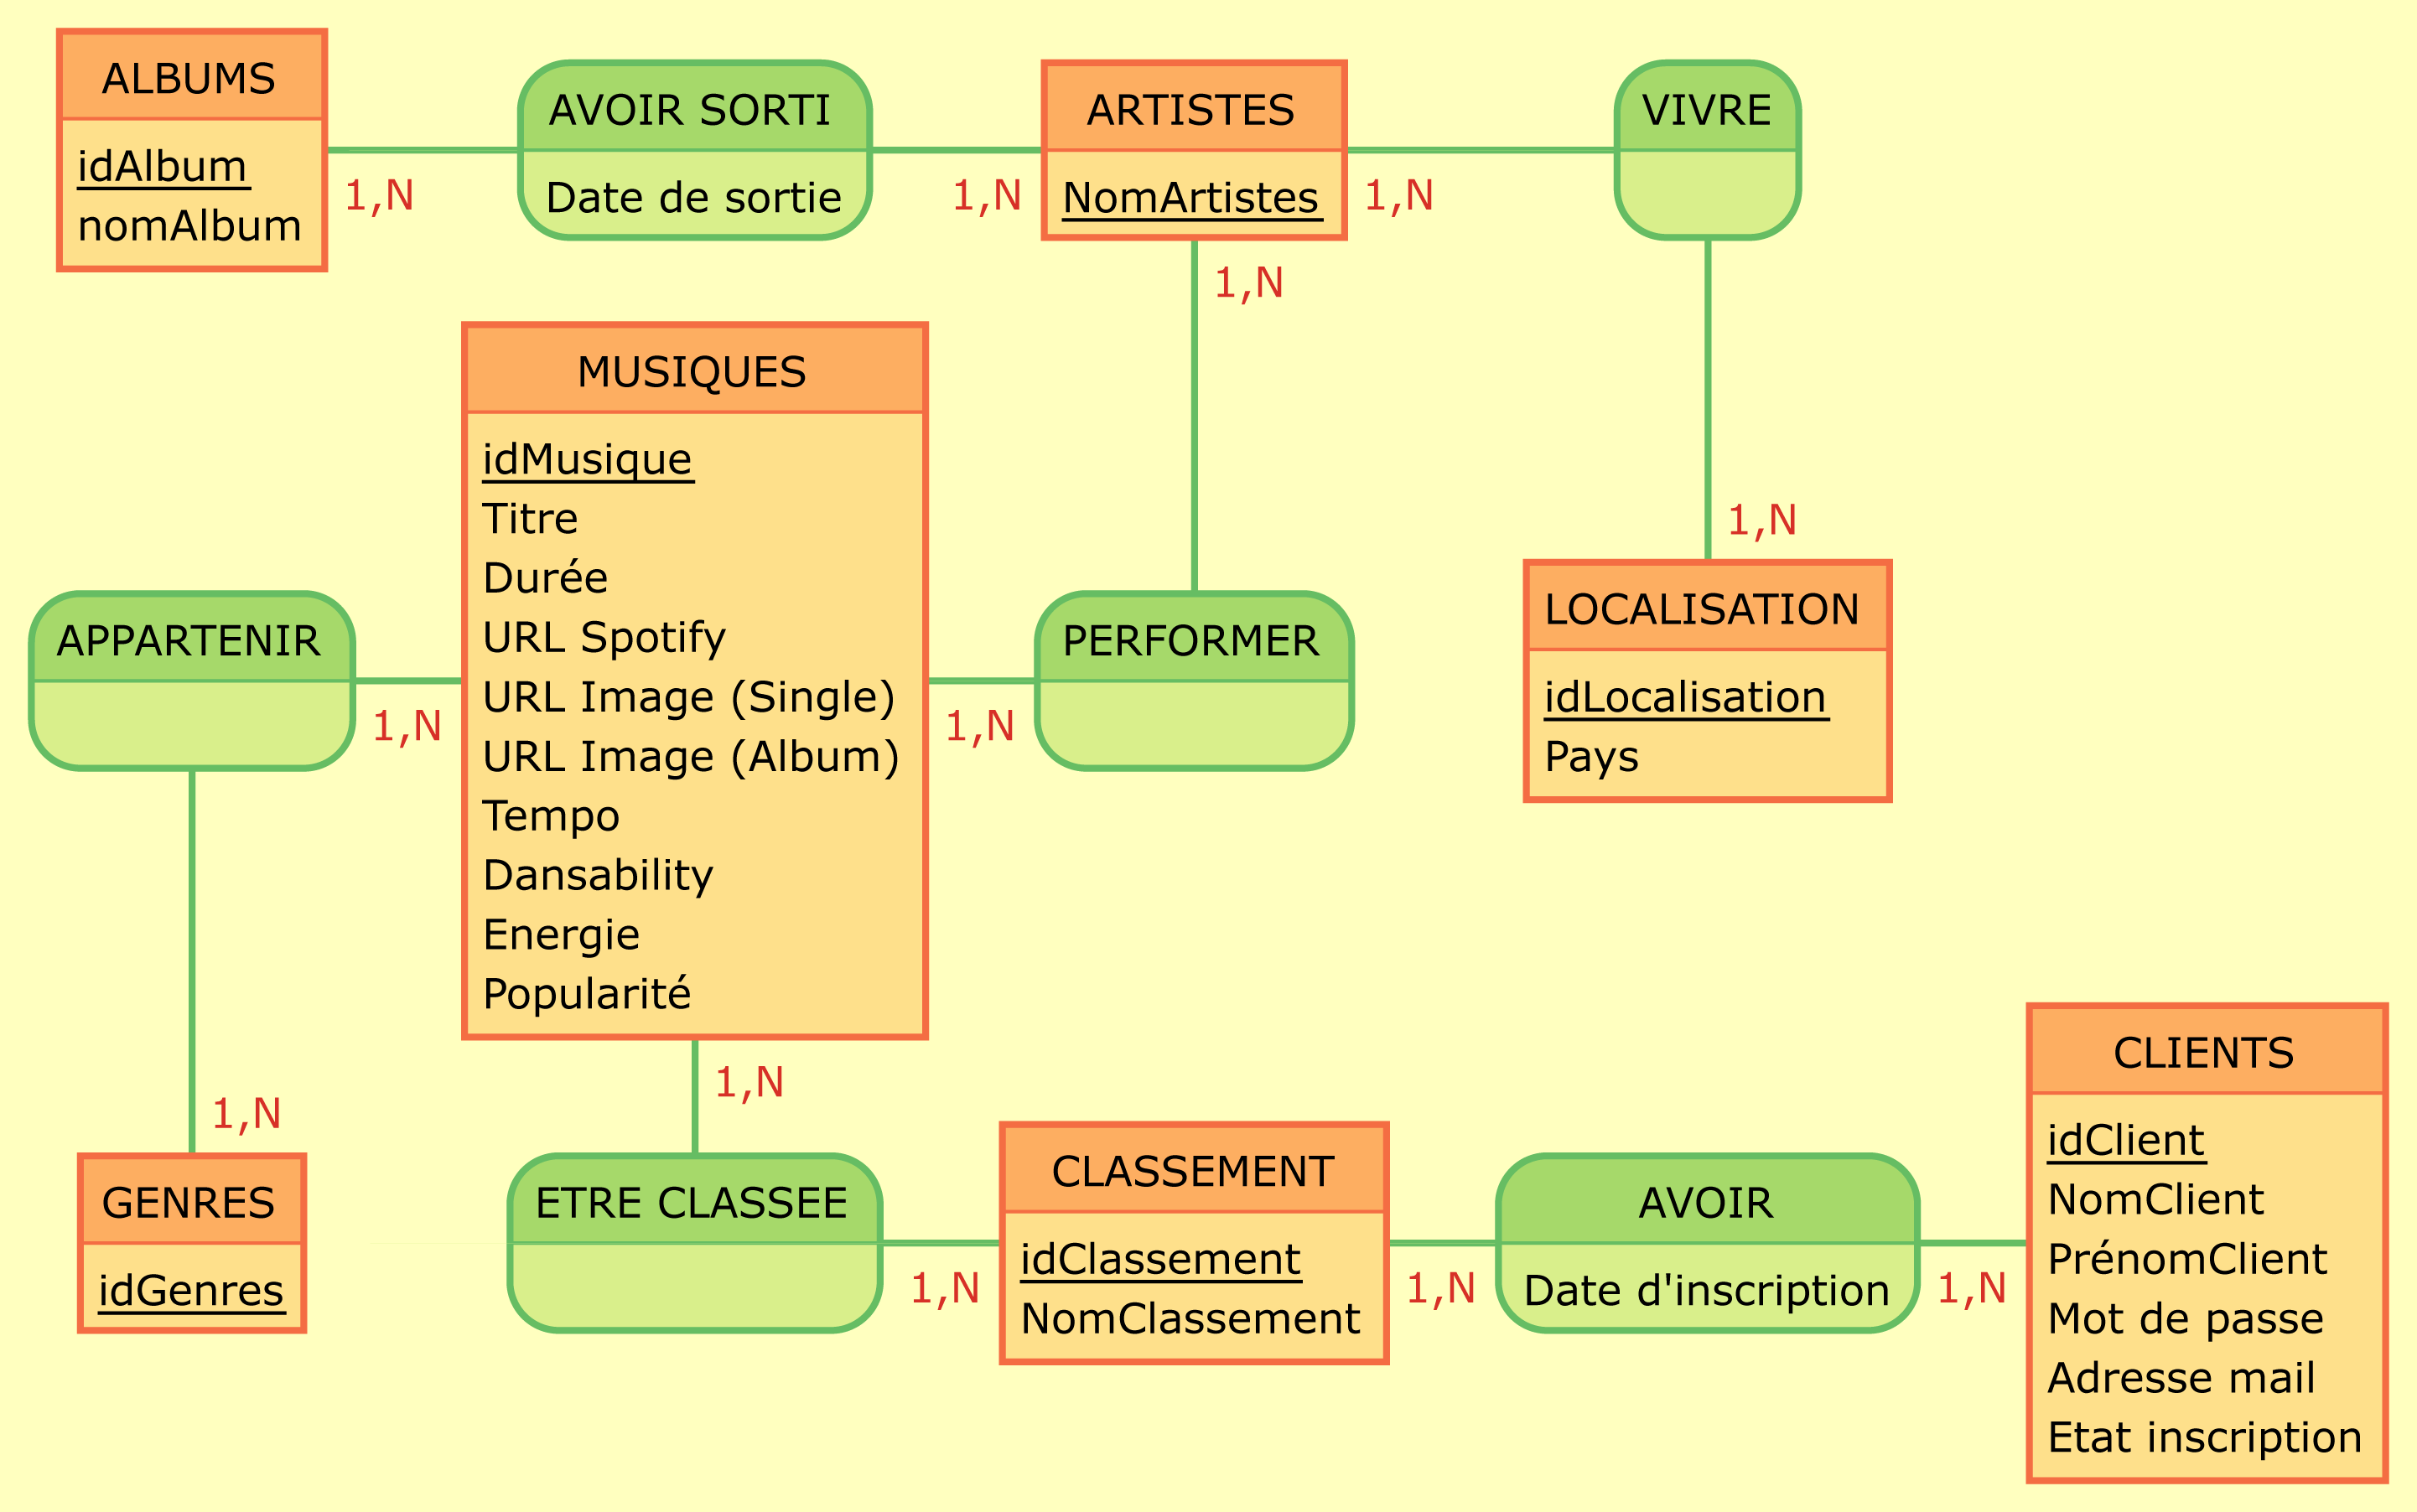 ALBUMS
idAlbum
nomAlbum
1,N
AVOIR SORTI
Date de sortie
1,N
ARTISTES
NomArtistes
1,N
1,N
VIVRE
1,N
LOCALISATION
idLocalisation
Pays
MUSIQUES
idMusique
Titre
Durée
URL Spotify
URL Image (Single)
URL Image (Album)
Tempo
Dansability
Energie
Popularité
1,N
1,N
1,N
APPARTENIR
PERFORMER
1,N
GENRES
idGenres
ETRE CLASSEE
1,N
CLASSEMENT
idClassement
NomClassement
1,N
AVOIR
Date d'inscription
1,N
CLIENTS
idClient
NomClient
PrénomClient
Mot de passe
Adresse mail
Etat inscription